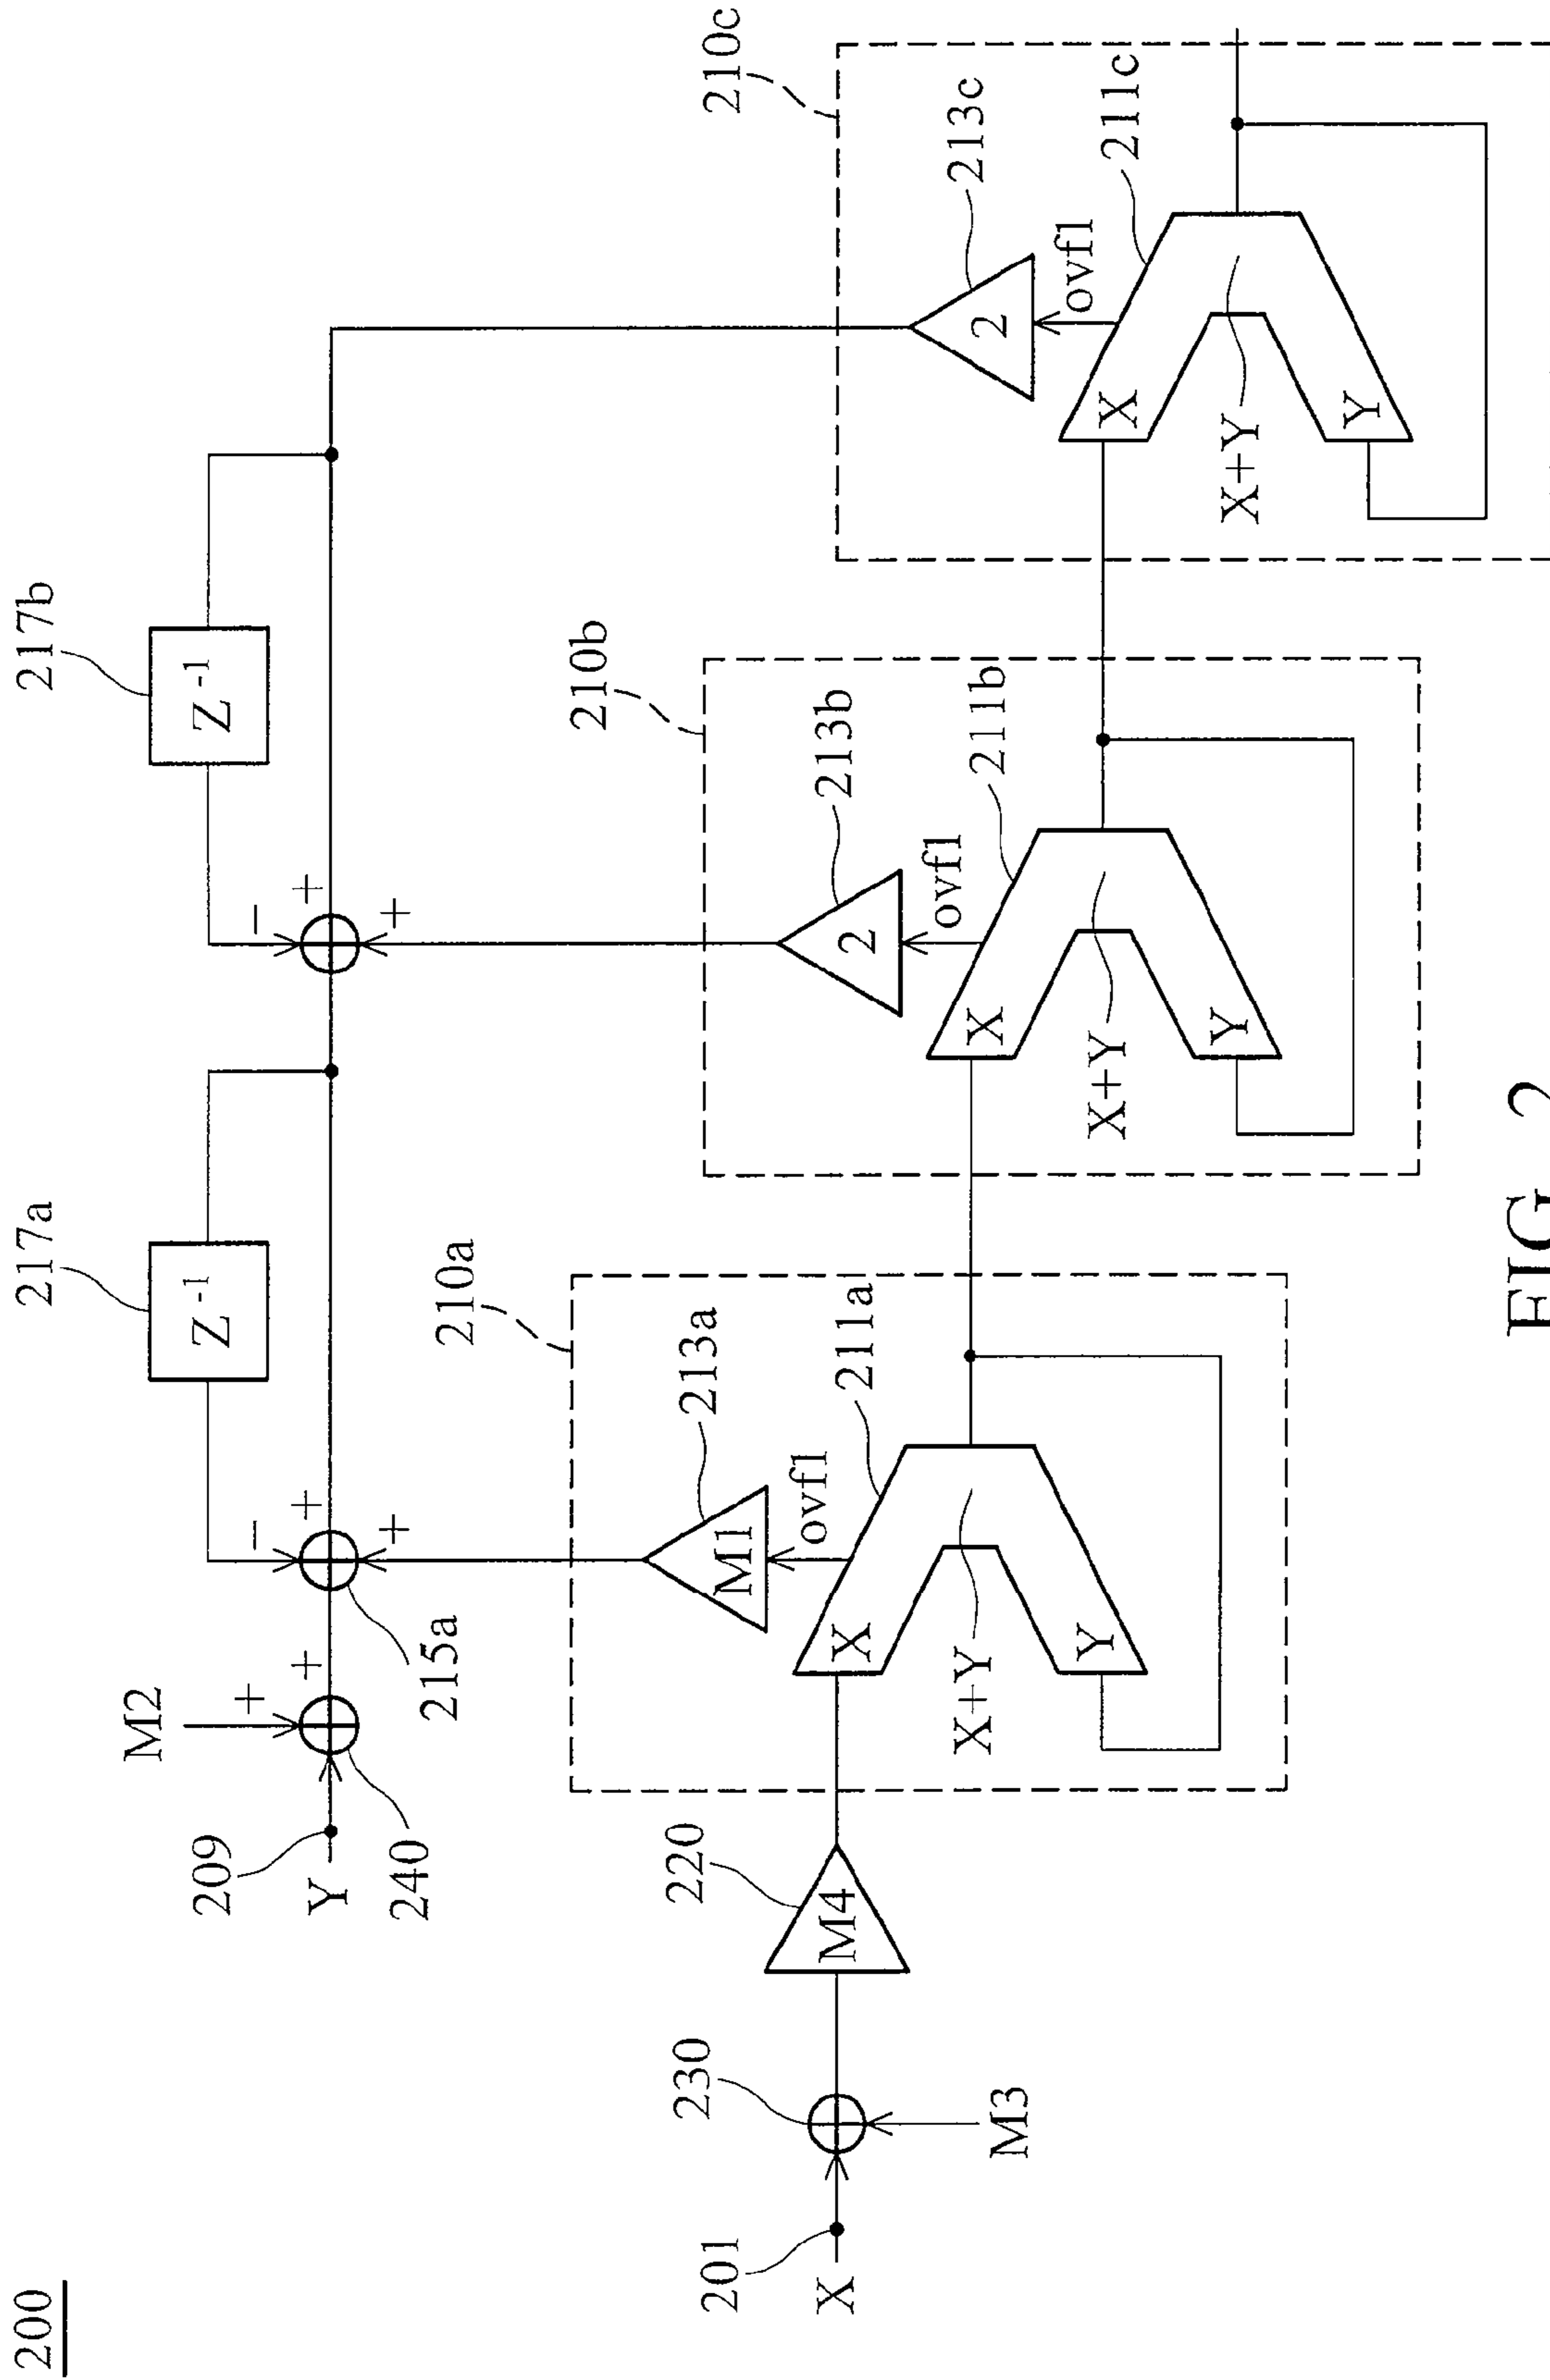 200
217a
217b
Z⁻¹
Z⁻¹
M2
+
−
+
−
+
209
Y
240
+
215a
+
+
210a
210b
210c
M1
213a
2
213b
2
213c
ovf1
ovf1
ovf1
220
M4
X
211a
X
211b
X
211c
201
X
230
M3
X+Y
Y
X+Y
Y
X+Y
Y
FIG. 2